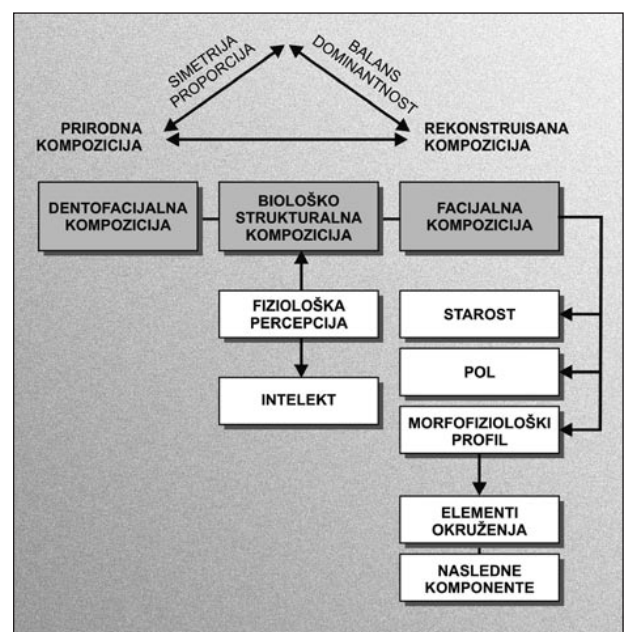 SIMETRIJA
PROPORCIJA
BALANS
DOMINANTNOST
PRIRODNA
KOMPOZICIJA
REKONSTRUISANA
KOMPOZICIJA
DENTOFACIJALNA
KOMPOZICIJA
BIOLOŠKO
STRUKTURALNA
KOMPOZICIJA
FACIJALNA
KOMPOZICIJA
FIZIOLOŠKA
PERCEPCIJA
STAROST
INTELEKT
POL
MORFOFIZIOLOŠKI
PROFIL
ELEMENTI
OKRUŽENJA
NASLEDNE
KOMPONENTE